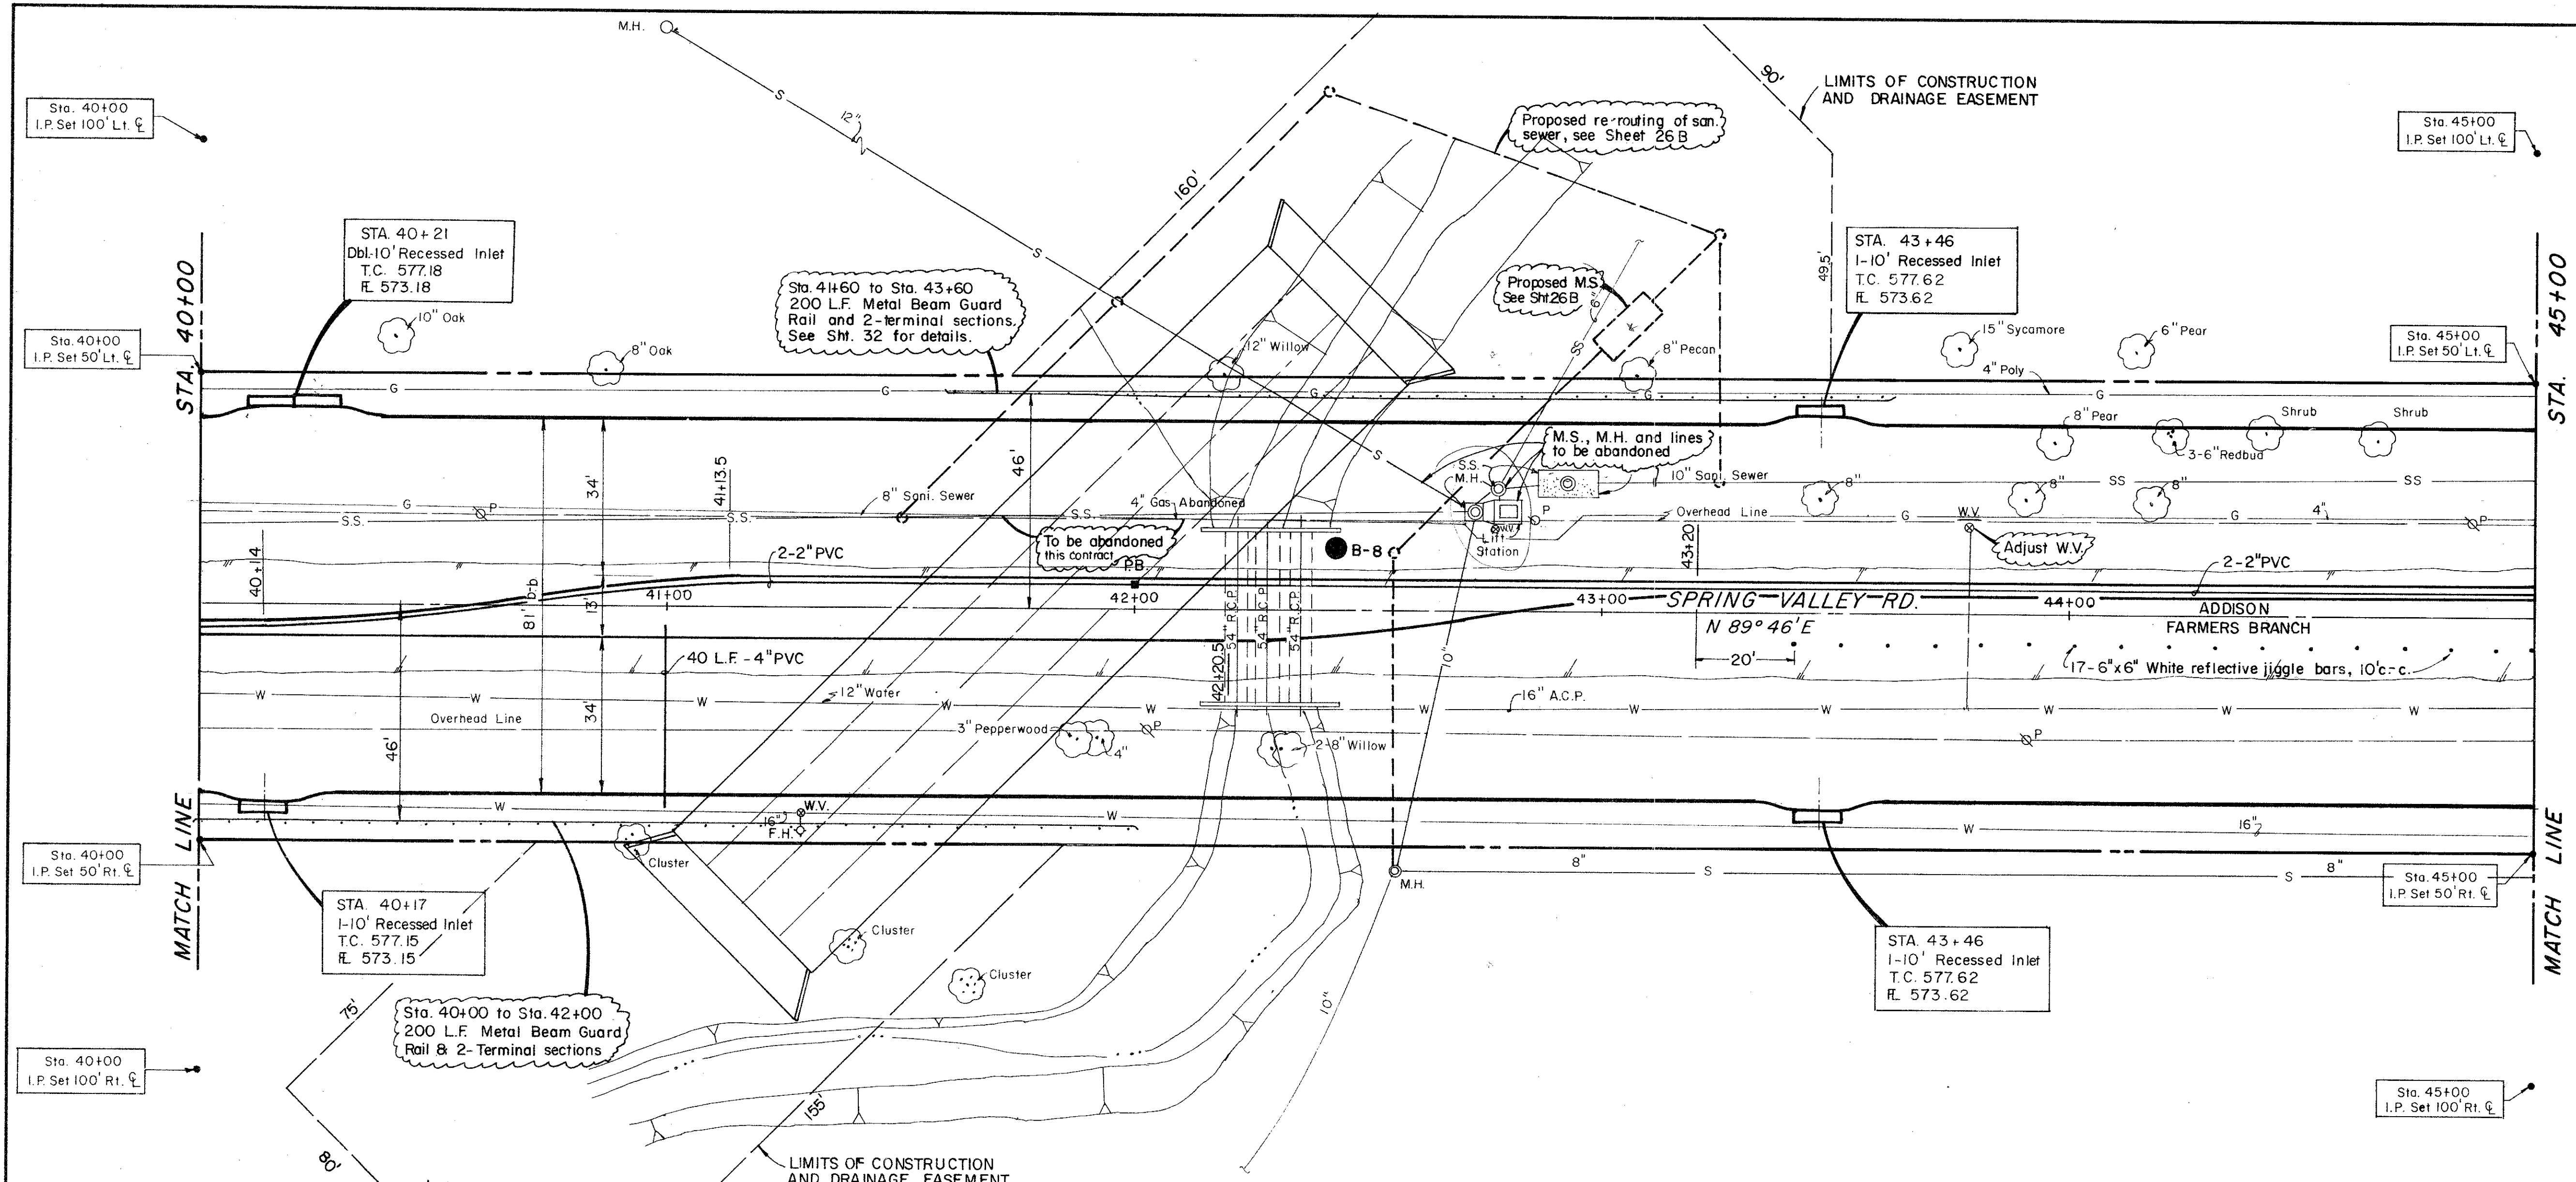 M.H.
S
12"
160'
90'
LIMITS OF CONSTRUCTION
AND DRAINAGE EASEMENT
Sta. 40+00
I.P. Set 100' Lt. ℄
Proposed re-routing of san.
sewer, see Sheet 26B
Sta. 45+00
I.P. Set 100' Lt. ℄
STA. 40+00
STA. 40+21
Dbl.-10' Recessed Inlet
T.C. 577.18
FL 573.18
S
Sta. 41+60 to Sta. 43+60
200 L.F. Metal Beam Guard
Rail and 2-terminal sections.
See Sht. 32 for details.
Proposed M.S.
See Sht.26B
6"
SS
49.5'
STA. 43+46
1-10' Recessed Inlet
T.C. 577.62
FL 573.62
STA. 45+00
10" Oak
8" Oak
12" Willow
8" Pecan
15" Sycamore
6" Pear
Sta. 40+00
I.P. Set 50' Lt. ℄
Sta. 45+00
I.P. Set 50' Lt. ℄
4" Poly
G
G
G
G
G
8" Pear
Shrub
Shrub
3-6" Redbud
34'
41+13.5
46'
S
M.S., M.H. and lines
to be abandoned
S.S.
M.H.
10" Sani. Sewer
SS
SS
8"
8"
8"
G
P
S.S.
S.S.
8" Sani. Sewer
S.S.
4" Gas Abandoned
W.V.
P
Lift
Station
Overhead Line
G
W.V.
G
4"
P
To be abandoned
this contract
B-8
Adjust W.V.
40+14
2-2" PVC
P.B.
43+20
2-2" PVC
81' b-b
13'
41+00
42+00
43+00
SPRING VALLEY RD.
44+00
ADDISON
FARMERS BRANCH
N 89° 46' E
54" R.C.P.
54" R.C.P.
54" R.C.P.
42+20.5
40 L.F. - 4" PVC
20'
17-6"x6" White reflective jiggle bars, 10' c.-c.
10"
W
W
W
12" Water
W
W
W
16" A.C.P.
W
W
W
W
W
Overhead Line
34'
46'
3" Pepperwood
4"
P
2-8" Willow
P
MATCH LINE
W
W.V.
16"
F.H.
W
W
16"
MATCH LINE
Sta. 40+00
I.P. Set 50' Rt. ℄
Cluster
8"
M.H.
S
S
8"
Sta. 45+00
I.P. Set 50' Rt. ℄
STA. 40+17
1-10' Recessed Inlet
T.C. 577.15
FL 573.15
Cluster
Cluster
STA. 43+46
1-10' Recessed Inlet
T.C. 577.62
FL 573.62
75'
Sta. 40+00 to Sta. 42+00
200 L.F. Metal Beam Guard
Rail & 2-Terminal sections
10"
Sta. 40+00
I.P. Set 100' Rt. ℄
Sta. 45+00
I.P. Set 100' Rt. ℄
155'
80'
LIMITS OF CONSTRUCTION
AND DRAINAGE EASEMENT